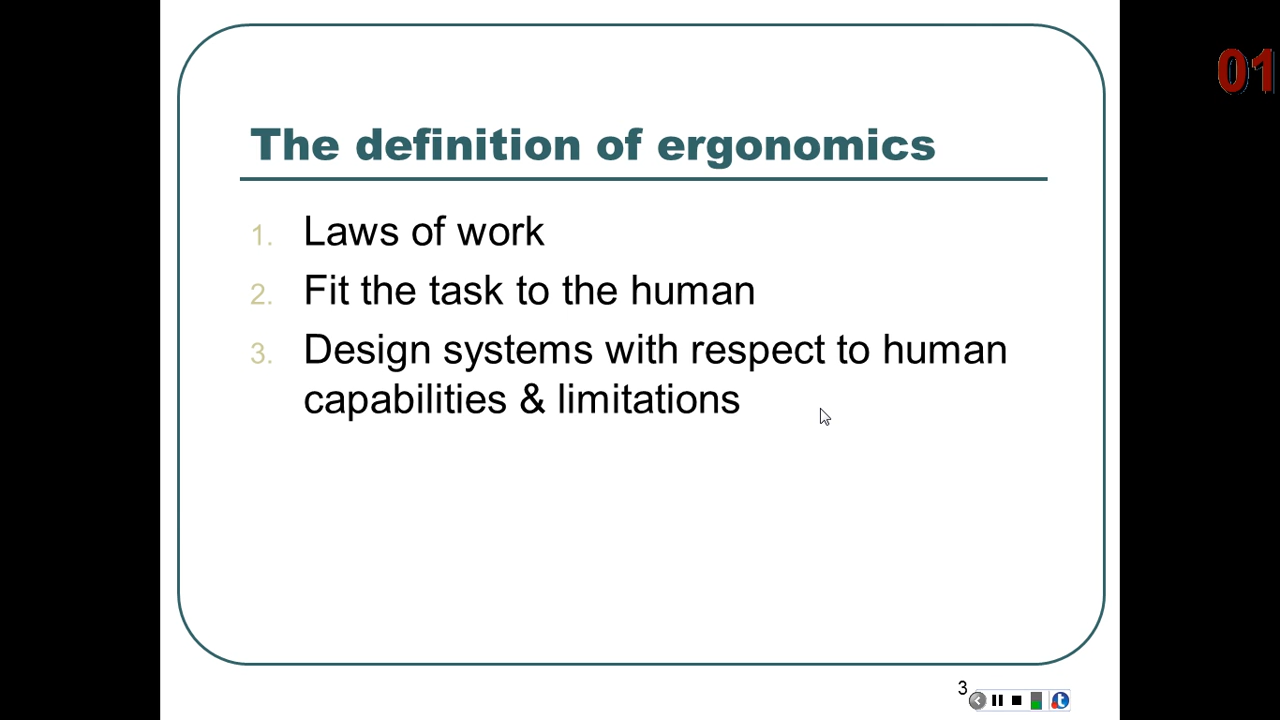 01
The definition of ergonomics
1. Laws of work
2. Fit the task to the human
3. Design systems with respect to human
capabilities & limitations
3